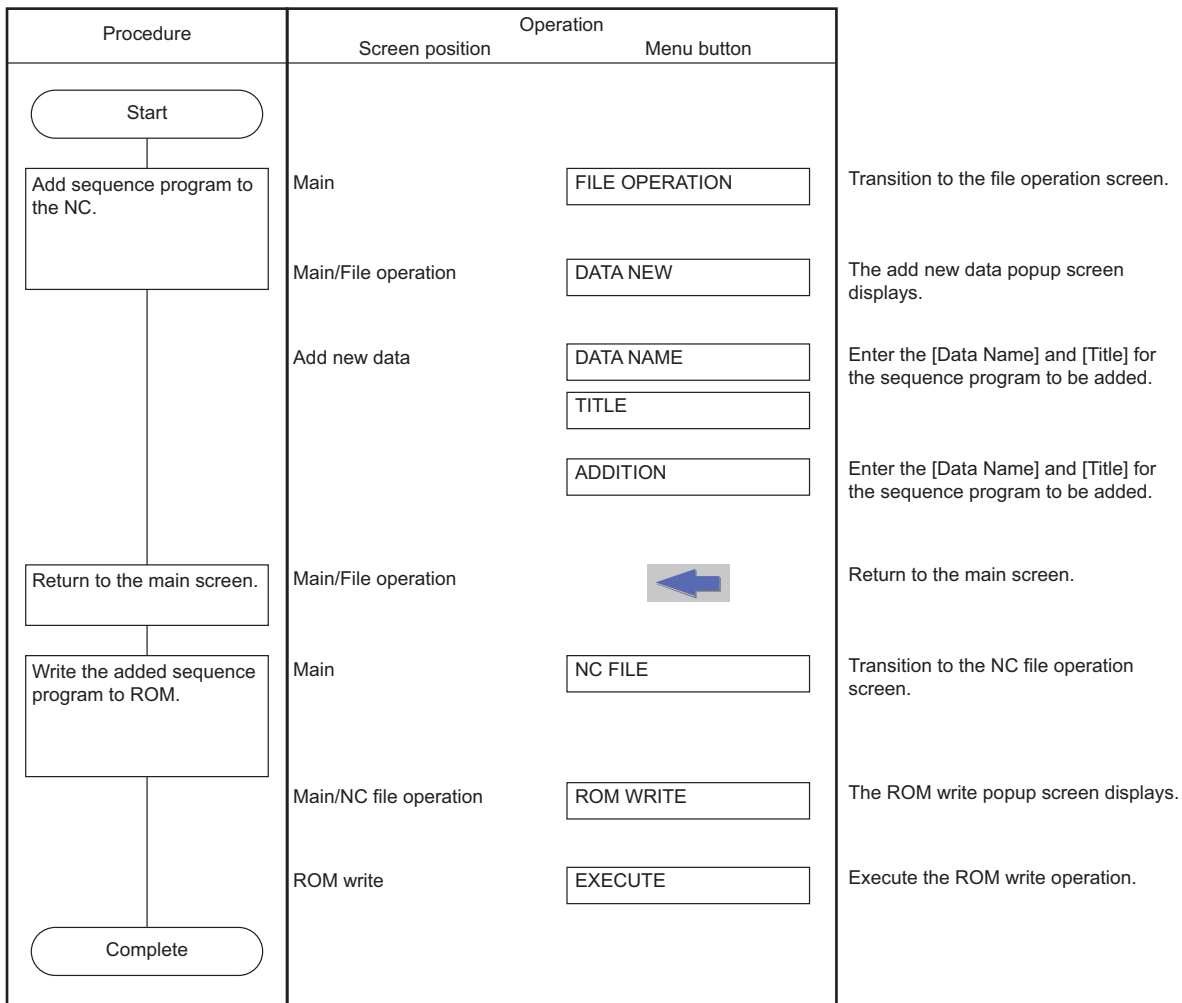 Procedure
Operation
Screen position
Menu button
Start
Add sequence program to
the NC.
Main
FILE OPERATION
Transition to the file operation screen.
Main/File operation
DATA NEW
The add new data popup screen
displays.
Add new data
DATA NAME
Enter the [Data Name] and [Title] for
the sequence program to be added.
TITLE
ADDITION
Enter the [Data Name] and [Title] for
the sequence program to be added.
Return to the main screen.
Main/File operation
Return to the main screen.
Write the added sequence
program to ROM.
Main
NC FILE
Transition to the NC file operation
screen.
Main/NC file operation
ROM WRITE
The ROM write popup screen displays.
ROM write
EXECUTE
Execute the ROM write operation.
Complete